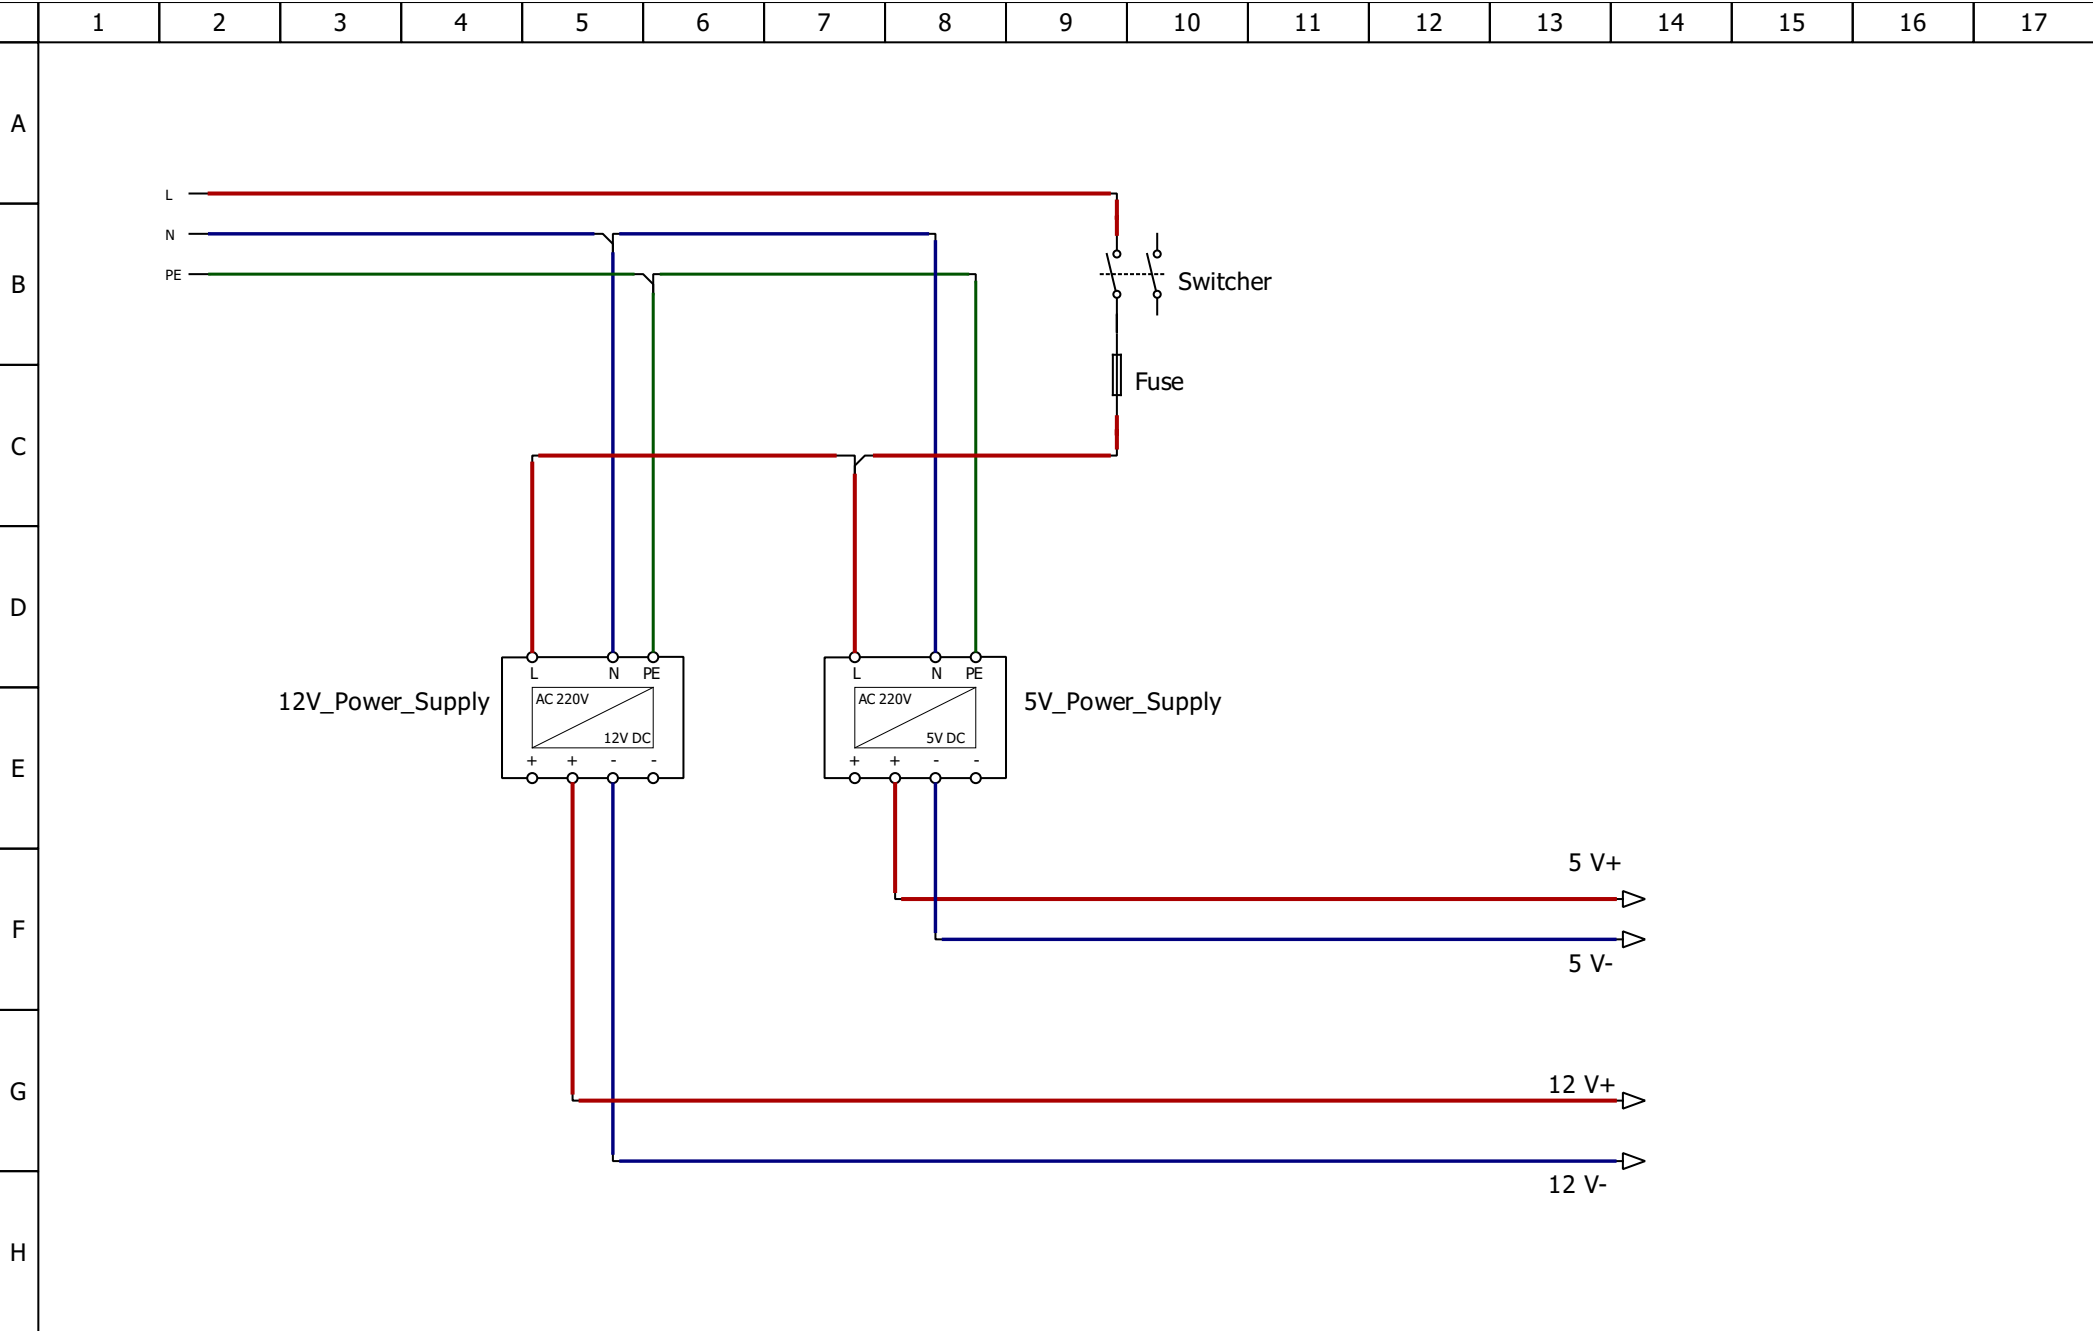 1 2 3 4 5 6 7 8 9 10 11 12 13 14 15 16 17
A
L
N
B
PE
Switcher
Fuse
C
D
L N PE
L N PE
12V_Power_Supply
AC 220V
12V DC
+ + - -
AC 220V
5V DC
+ + - -
5V_Power_Supply
E
5 V+
F
5 V-
12 V+
G
12 V-
H